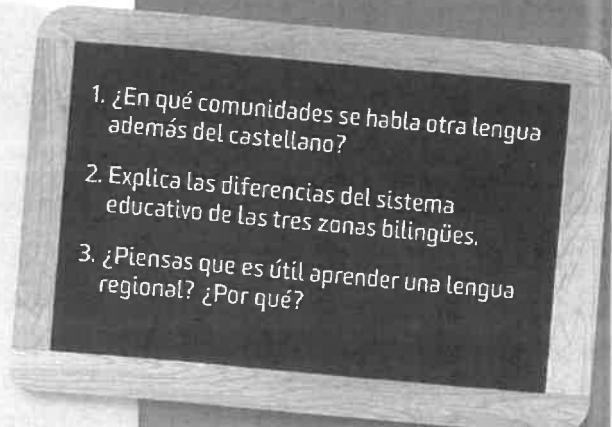 1. ¿En qué comunidades se habla otra lengua
además del castellano?
2. Explica las diferencias del sistema
educativo de las tres zonas bilingües.
3. ¿Piensas que es útil aprender una lengua
regional? ¿Por qué?